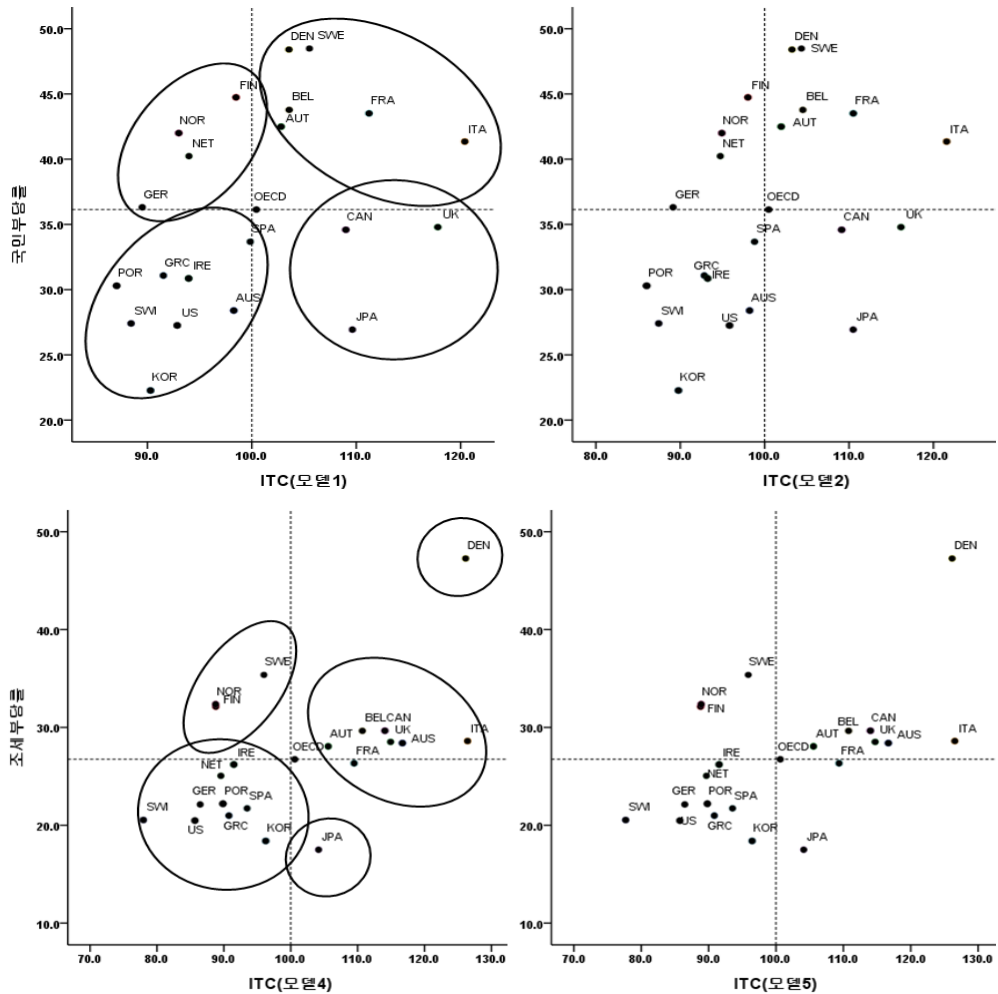 50.0
45.0
40.0
35.0
30.0
25.0
20.0
국민부담률
DEN SWE
FIN
BEL
FRA
AUT
ITA
NOR
NET
GER
OECD
CAN
UK
SPA
GRC IRE
POR
AUS
SWI
US
JPA
KOR
90.0 100.0 110.0 120.0
ITC(모델1)
50.0
45.0
40.0
35.0
30.0
25.0
20.0
DEN
SWE
FIN
BEL
FRA
NOR
AUT
ITA
NET
GER
OECD
CAN
UK
SPA
GRC
IRE
POR
AUS
SWI
US
JPA
KOR
80.0 90.0 100.0 110.0 120.0
ITC(모델2)
50.0
40.0
30.0
20.0
10.0
조세부담률
DEN
SWE
NOR
FIN
BEL CAN
AUT
UK
AUS
ITA
OECD
FRA
IRE
NET
GER
POR
SPA
SWI
US
GRC
KOR
JPA
70.0 80.0 90.0 100.0 110.0 120.0 130.0
ITC(모델4)
50.0
40.0
30.0
20.0
10.0
DEN
SWE
NOR
FIN
BEL
CAN
AUT
UK
AUS
ITA
OECD
FRA
IRE
NET
GER
POR
SPA
SWI
US
GRC
KOR
JPA
70.0 80.0 90.0 100.0 110.0 120.0 130.0
ITC(모델5)